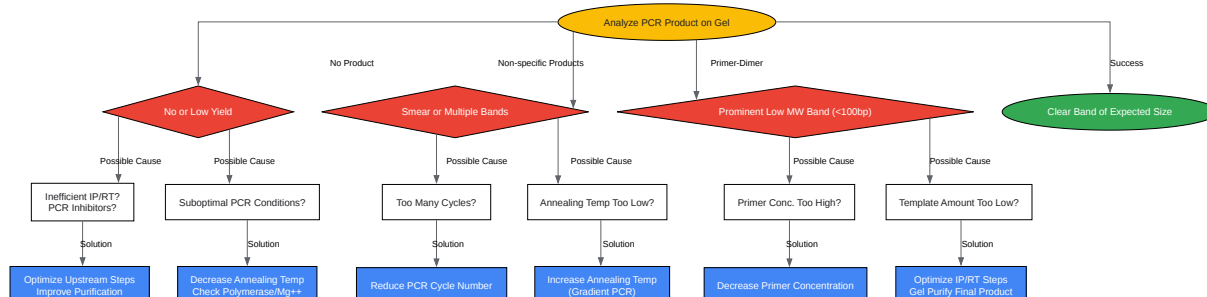 Analyze PCR Product on Gel
No Product
Non-specific Products
Primer-Dimer
Success
No or Low Yield
Smear or Multiple Bands
Prominent Low MW Band (<100bp)
Clear Band of Expected Size
Possible Cause
Possible Cause
Possible Cause
Possible Cause
Possible Cause
Possible Cause
Inefficient IP/RT?
PCR Inhibitors?
Suboptimal PCR Conditions?
Too Many Cycles?
Annealing Temp Too Low?
Primer Conc. Too High?
Template Amount Too Low?
Solution
Solution
Solution
Solution
Solution
Solution
Optimize Upstream Steps
Improve Purification
Decrease Annealing Temp
Check Polymerase/Mg++
Reduce PCR Cycle Number
Increase Annealing Temp
(Gradient PCR)
Decrease Primer Concentration
Optimize IP/RT Steps
Gel Purify Final Product